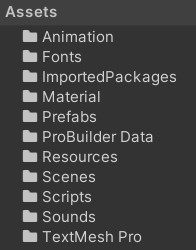 Assets
Animation
Fonts
ImportedPackages
Material
Prefabs
ProBuilder Data
Resources
Scenes
Scripts
Sounds
TextMesh Pro